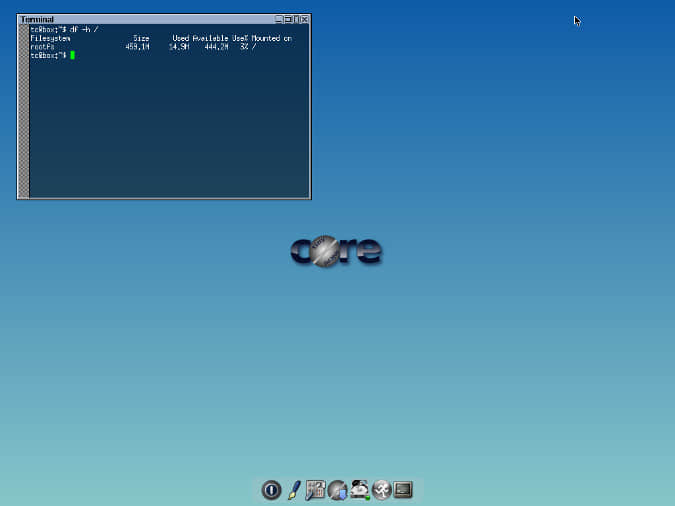 Terminal
tc@box:~$ df -h /
Filesystem Size Used Available Use% Mounted on
rootfs 459.1M 14.9M 444.2M 3% /
tc@box:~$
core